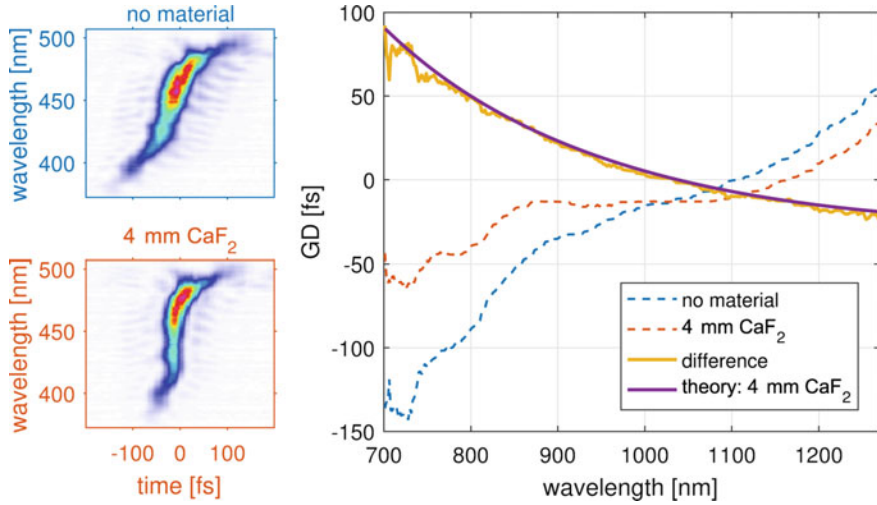 no material
wavelength [nm]
500
450
400
4 mm CaF₂
wavelength [nm]
500
450
400
-100 0 100
time [fs]
100
50
0
-50
-100
-150
GD [fs]
700 800 900 1000 1100 1200
wavelength [nm]
no material
4 mm CaF₂
difference
theory: 4 mm CaF₂